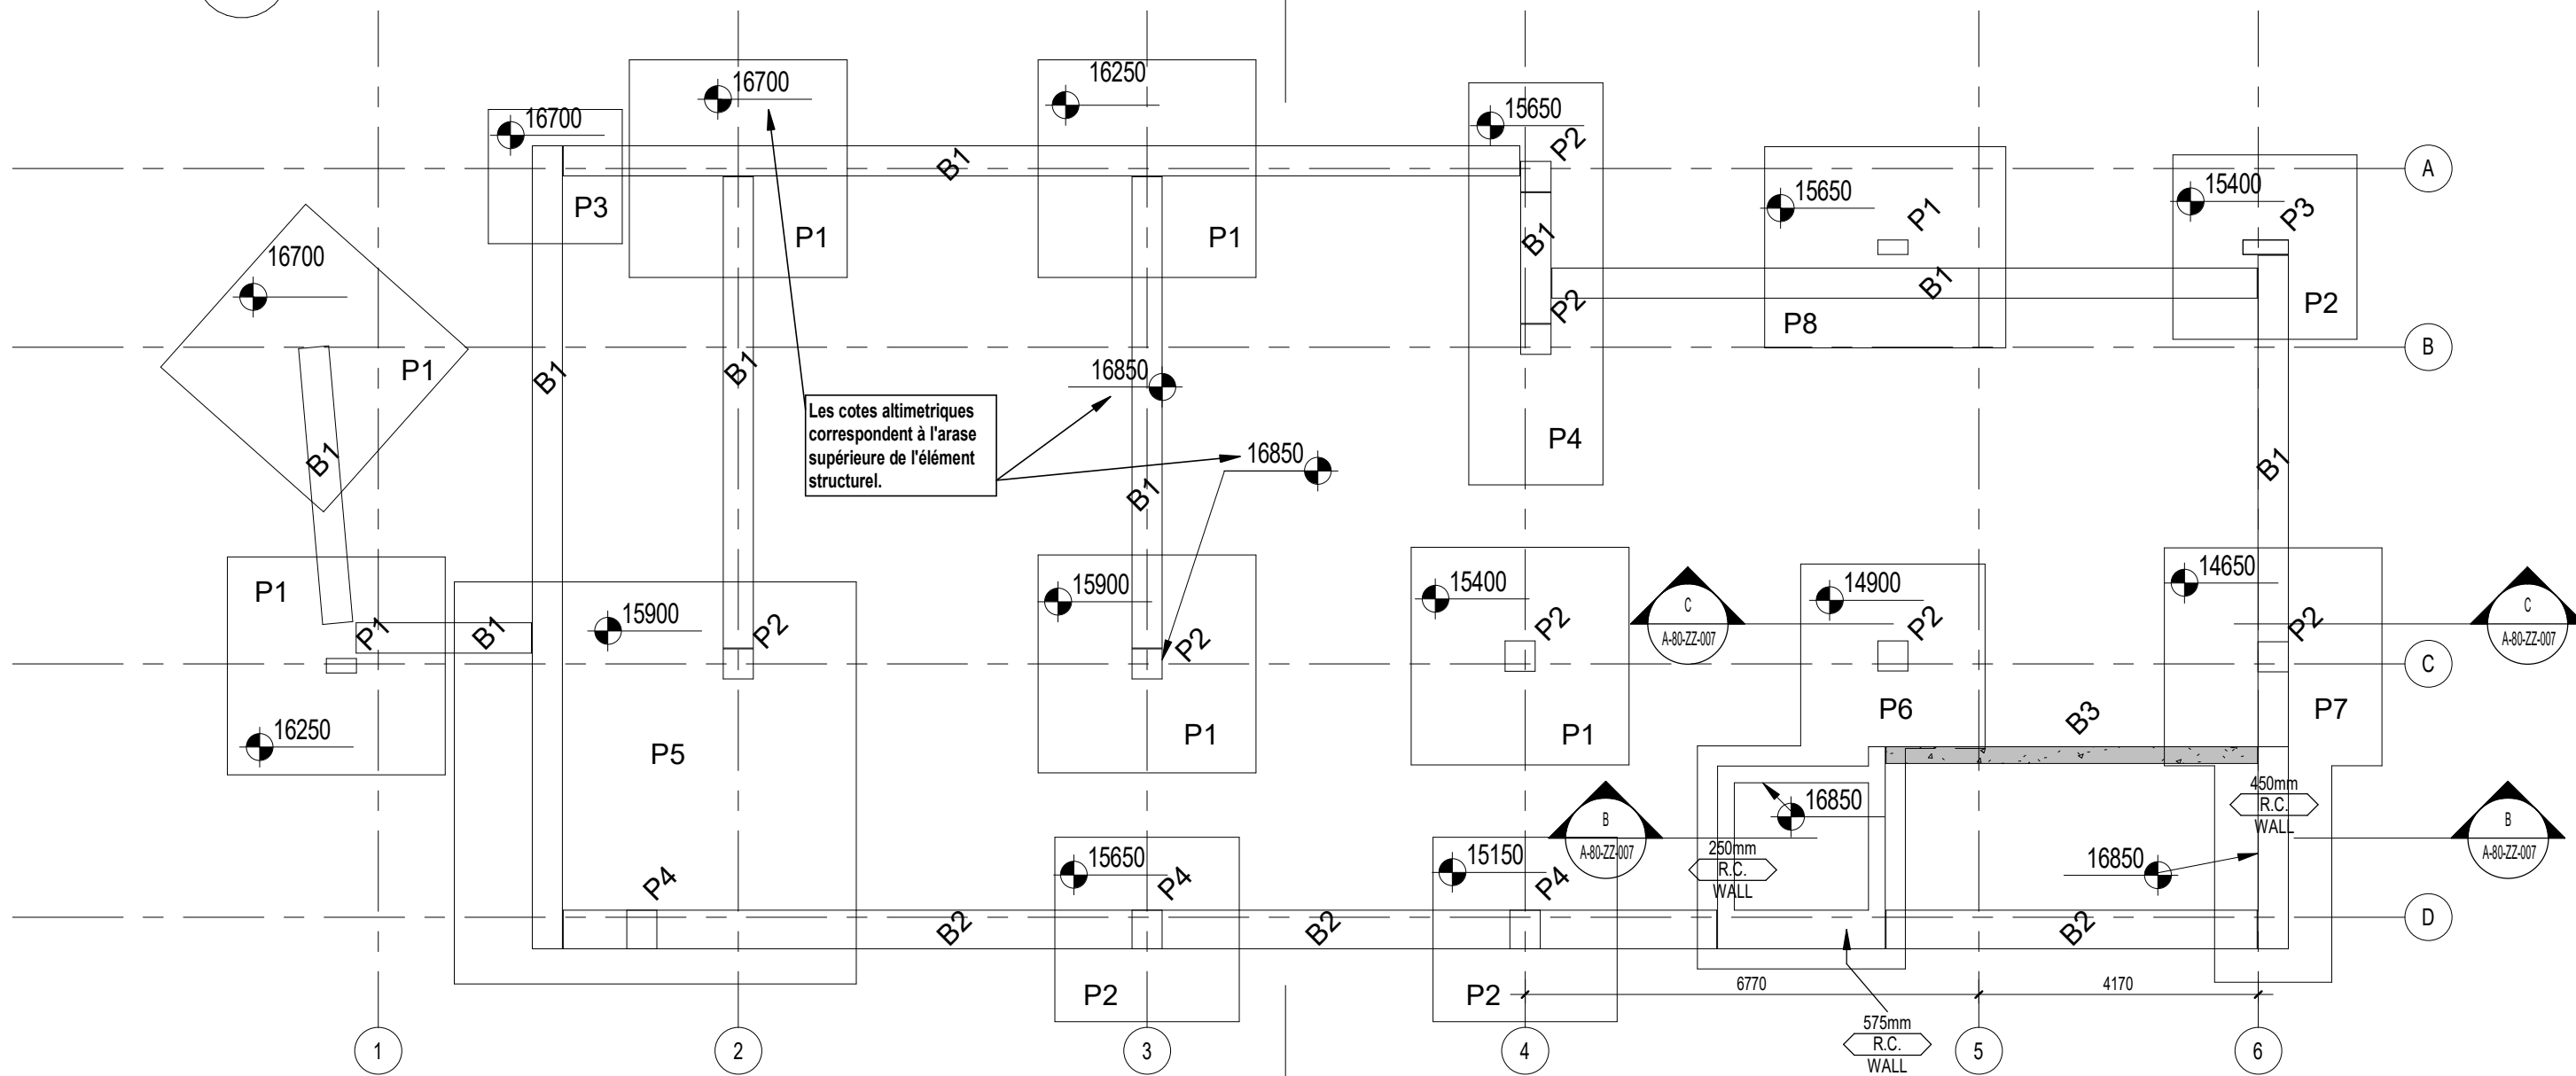 16700
16250
15650
P2
16700
A
P3
P1
P1
B1
15650
P1
15400
P3
16700
P1
B1
B1
B1
B1
P2
B1
P8
P2
B
16850
Les cotes altimetriques
correspondent à l'arase
supérieure de l'élément
structurel.
16850
B1
B1
P4
B1
P1
P1
B1
16250
15900
P2
P5
15900
P2
P1
15400
P2
P1
C
A-80-ZZ-007
14900
P2
P6
B3
14650
P2
P7
C
A-80-ZZ-007
C
450mm
R.C.
WALL
16850
B
A-80-ZZ-007
250mm
R.C.
WALL
16850
B
A-80-ZZ-007
P4
15650
P4
15150
P4
D
B2
B2
B2
P2
P2
6770
4170
575mm
R.C.
WALL
1
2
3
4
5
6